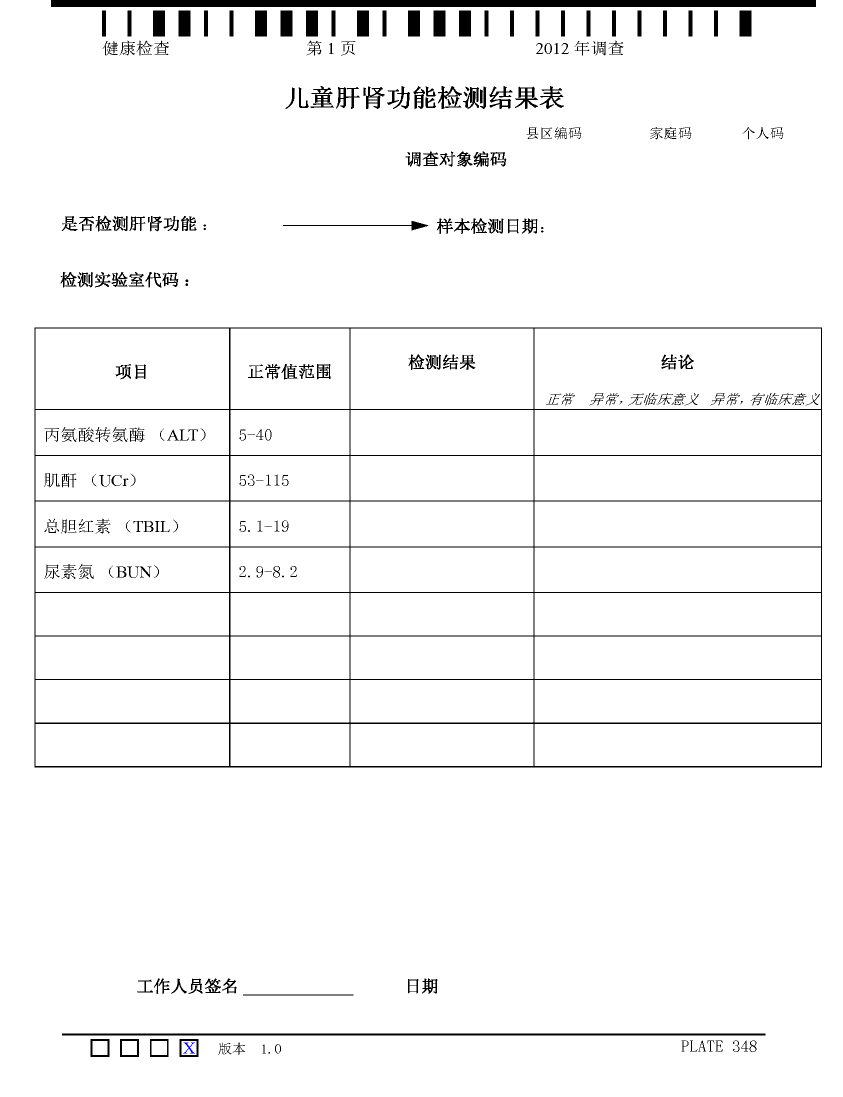 健康检查 第 1 页 2012 年调查
儿童肝肾功能检测结果表
县区编码 家庭码 个人码
调查对象编码
是否检测肝肾功能： 样本检测日期：
检测实验室代码：
项目 正常值范围 检测结果 结论
正常 异常，无临床意义 异常，有临床意义
丙氨酸转氨酶 （ALT） 5-40
肌酐 （UCr） 53-115
总胆红素 （TBIL） 5.1-19
尿素氮 （BUN） 2.9-8.2
工作人员签名 日期
X 版本 1.0 PLATE 348